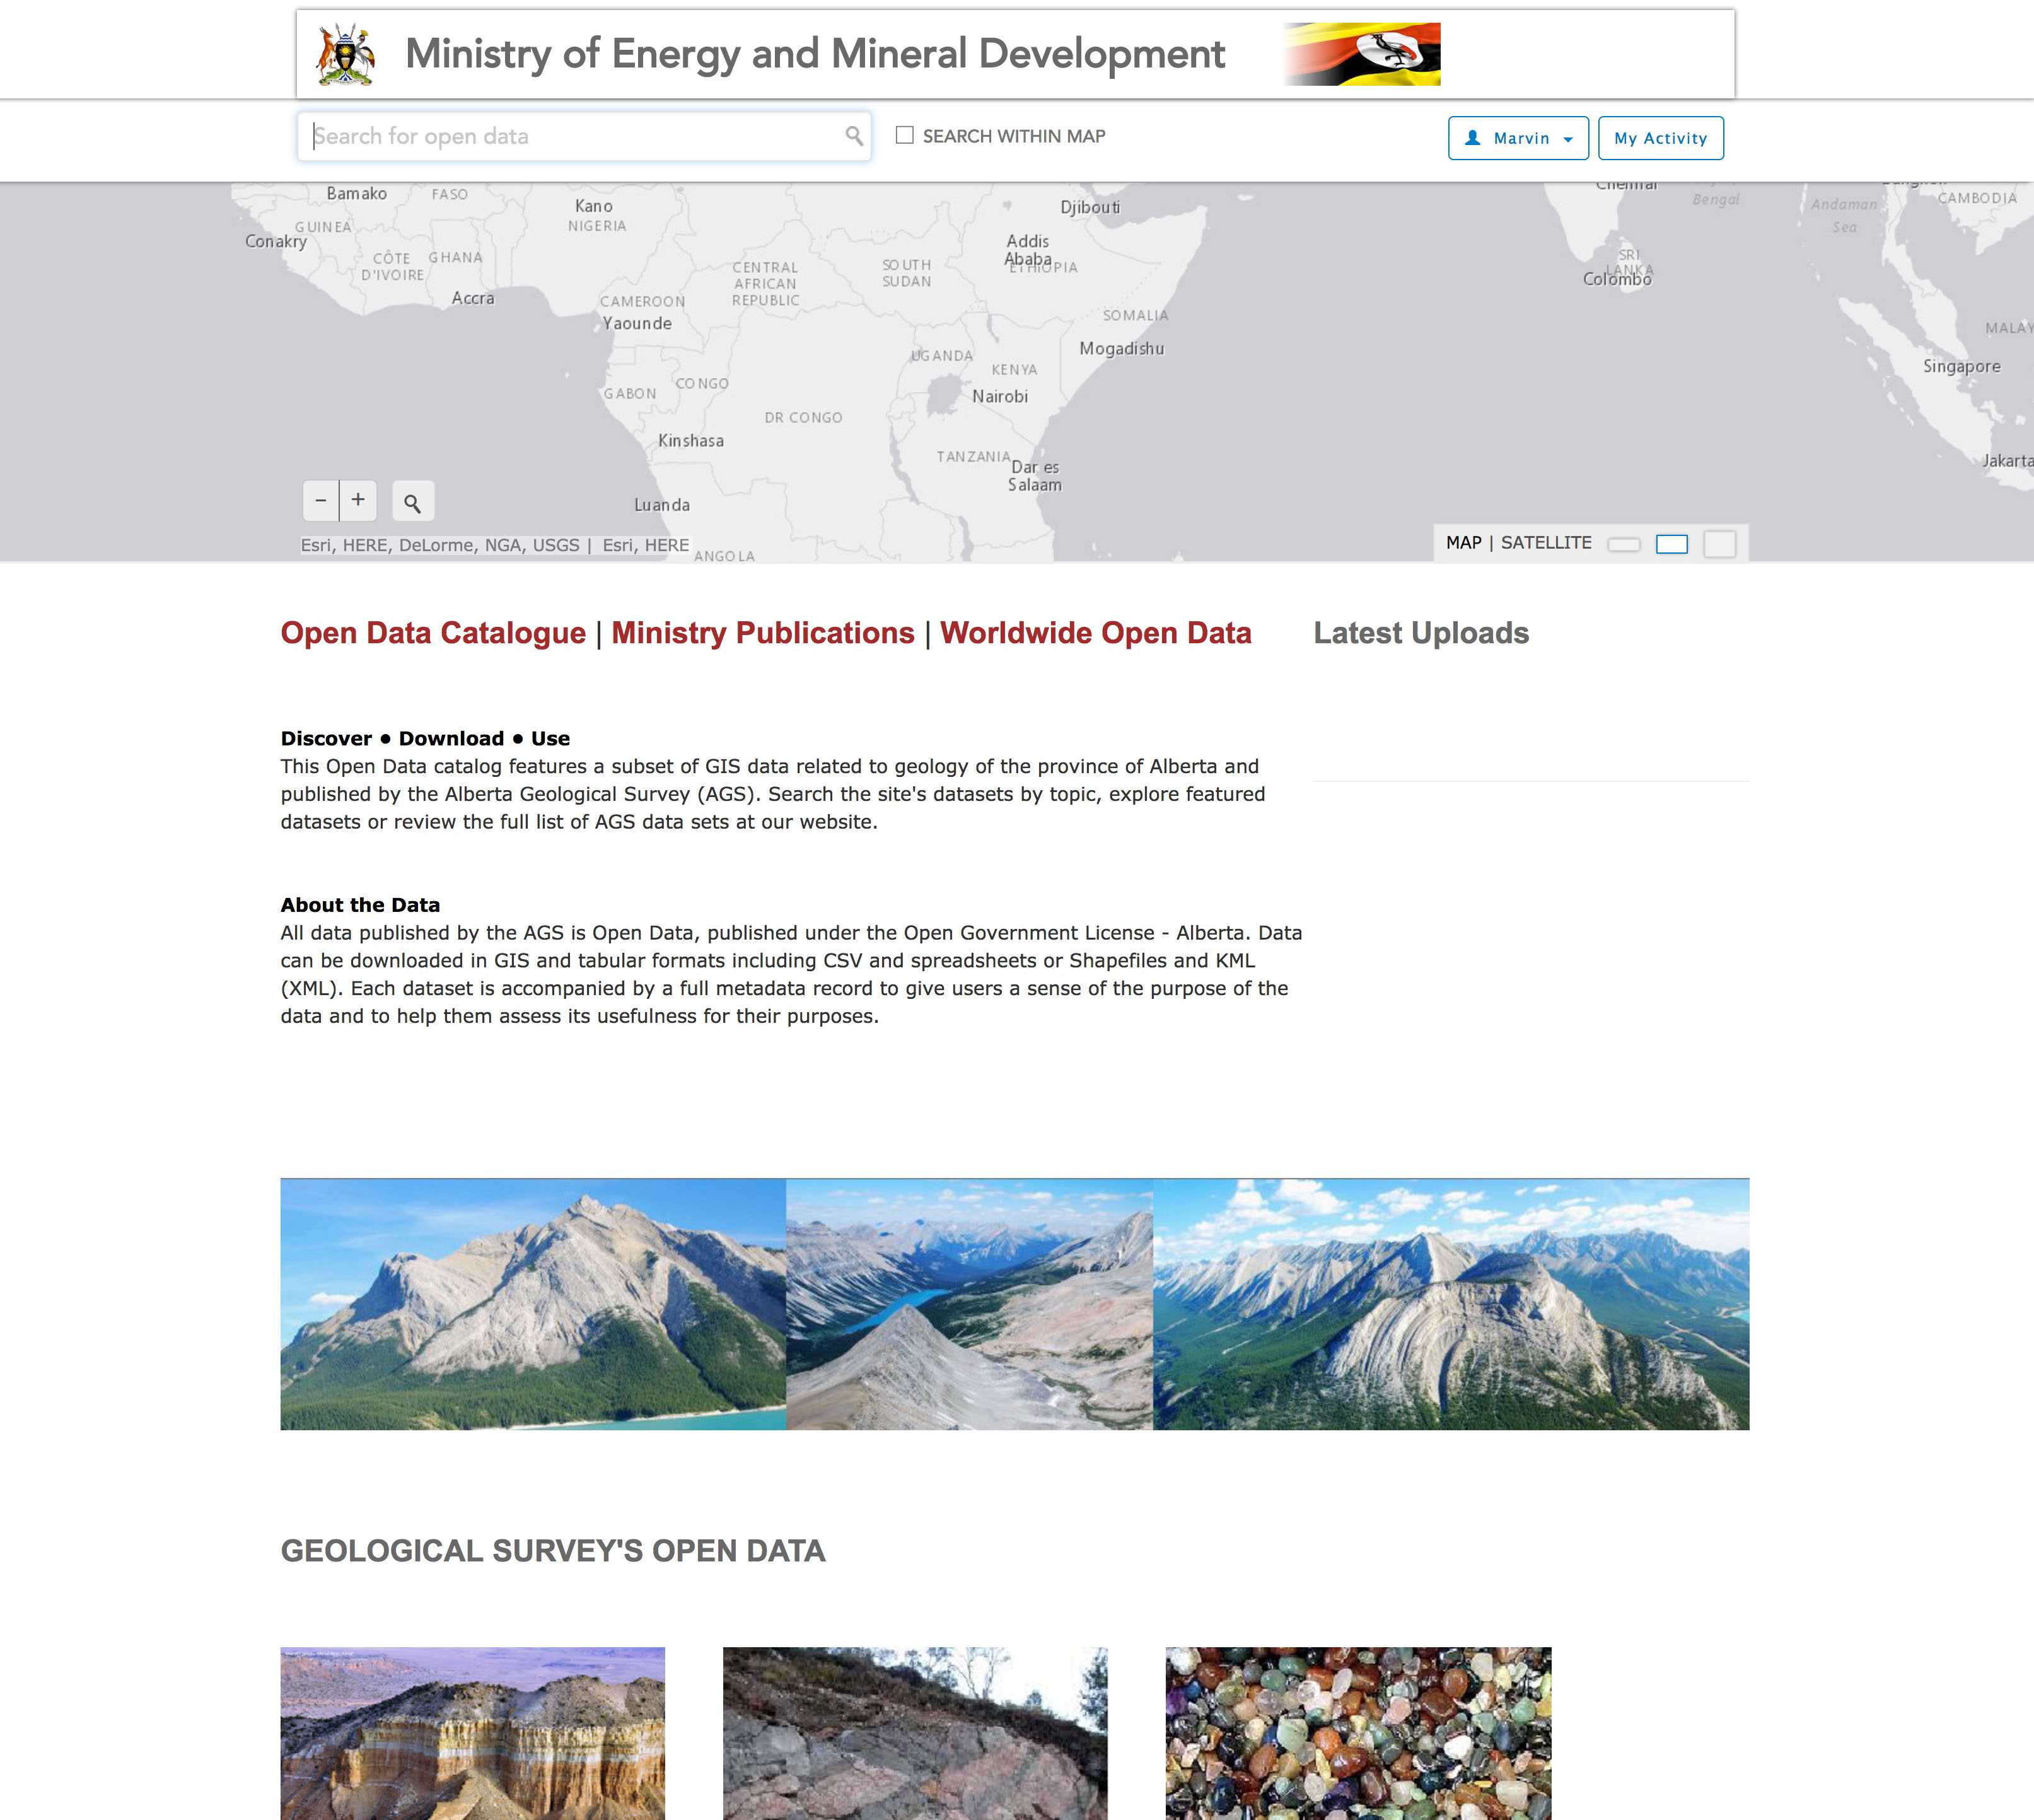 Ministry of Energy and Mineral Development
Search for open data
SEARCH WITHIN MAP
Marvin
My Activity
Bamako
FASO
Kano
NIGERIA
GUINEA
Conakry
CÔTE
D'IVOIRE
GHANA
Accra
CAMEROON
Yaounde
CENTRAL
AFRICAN
REPUBLIC
SOUTH
SUDAN
Djibouti
Addis
Ababa
ETHIOPIA
SOMALIA
Mogadishu
UGANDA
KENYA
Nairobi
GABON
CONGO
DR CONGO
Kinshasa
TANZANIA
Dar es
Salaam
Luanda
ANGOLA
Chennai
Bengal
Andaman
Sea
CAMBODIA
SRI
LANKA
Colombo
MALAY
Singapore
Jakarta
− +
Esri, HERE, DeLorme, NGA, USGS | Esri, HERE
MAP | SATELLITE
Open Data Catalogue | Ministry Publications | Worldwide Open Data
Latest Uploads
Discover ● Download ● Use
This Open Data catalog features a subset of GIS data related to geology of the province of Alberta and
published by the Alberta Geological Survey (AGS). Search the site's datasets by topic, explore featured
datasets or review the full list of AGS data sets at our website.
About the Data
All data published by the AGS is Open Data, published under the Open Government License - Alberta. Data
can be downloaded in GIS and tabular formats including CSV and spreadsheets or Shapefiles and KML
(XML). Each dataset is accompanied by a full metadata record to give users a sense of the purpose of the
data and to help them assess its usefulness for their purposes.
GEOLOGICAL SURVEY'S OPEN DATA